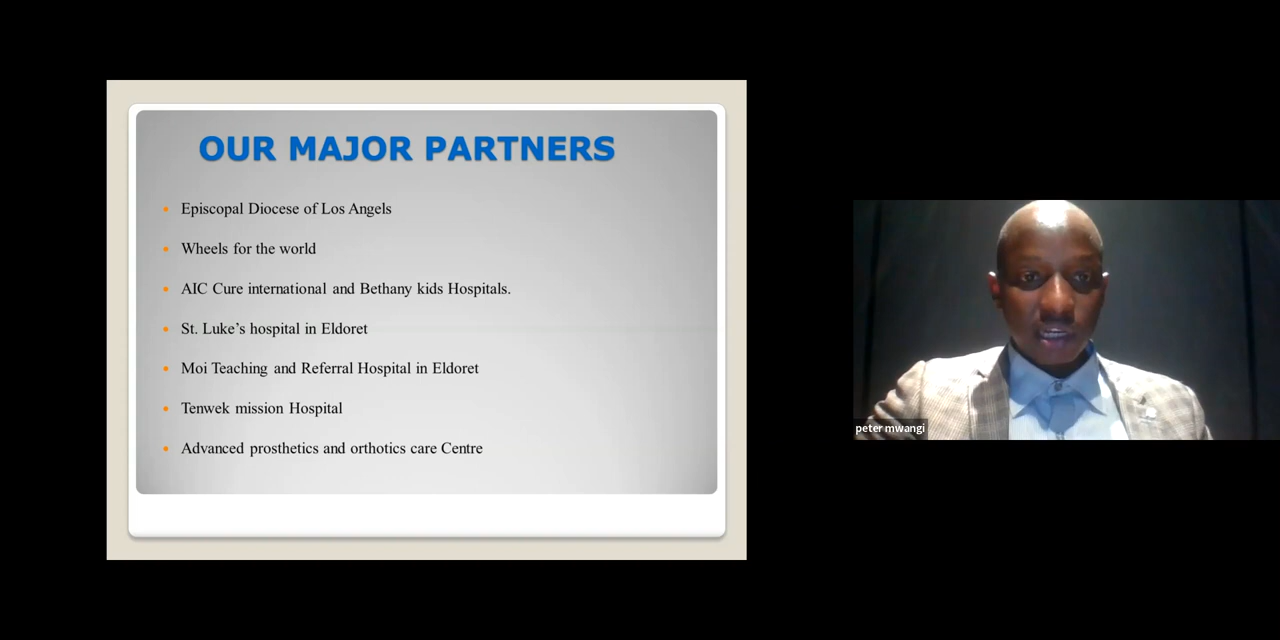 OUR MAJOR PARTNERS
Episcopal Diocese of Los Angels
Wheels for the world
AIC Cure international and Bethany kids Hospitals.
St. Luke’s hospital in Eldoret
Moi Teaching and Referral Hospital in Eldoret
Tenwek mission Hospital
Advanced prosthetics and orthotics care Centre
peter mwangi